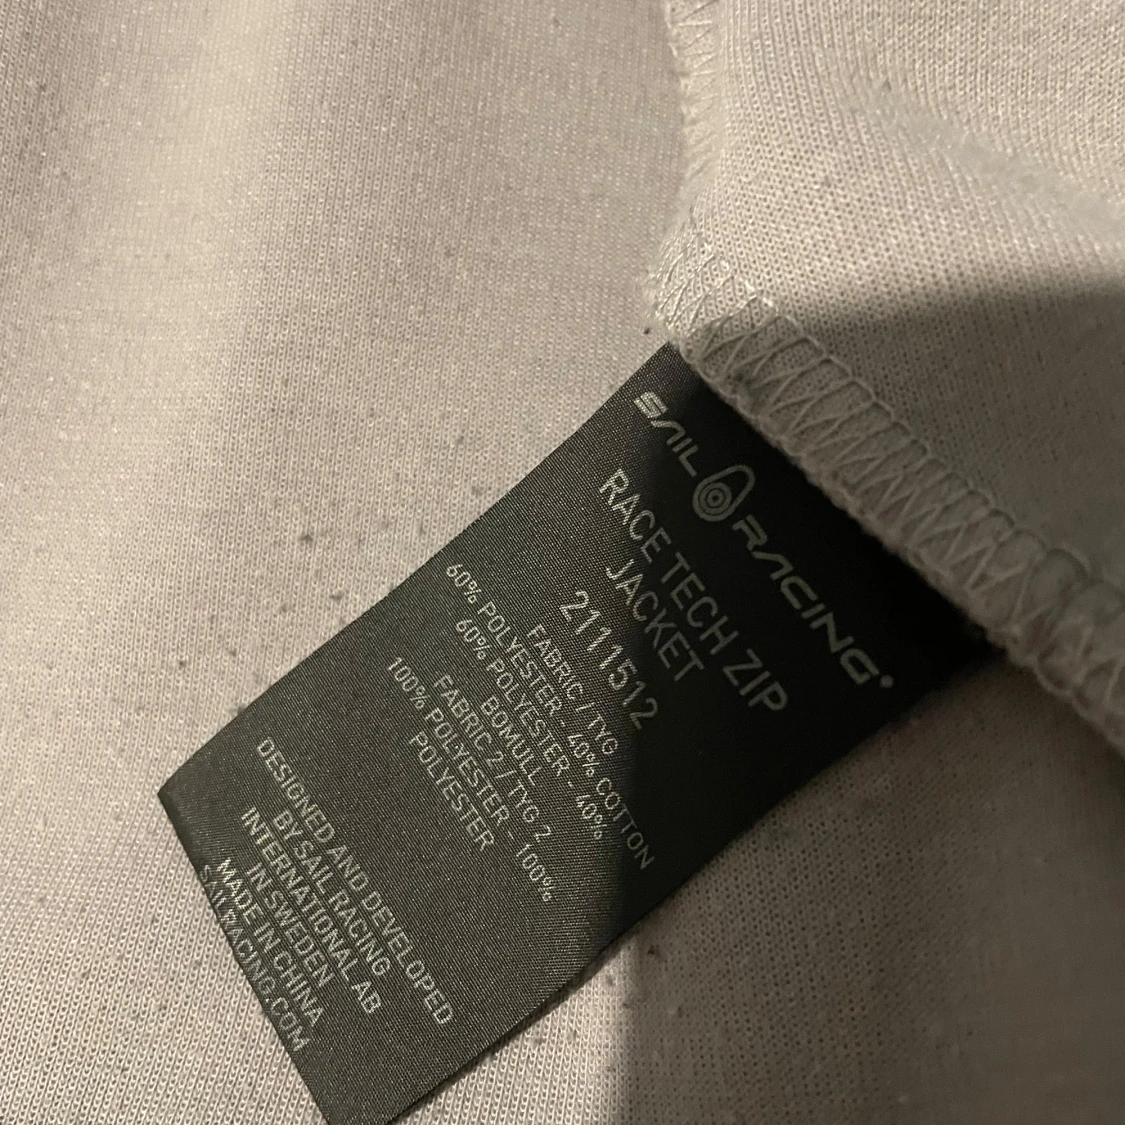 SAIL RACING
RACE TECH ZIP
JACKET
2111512
FABRIC / TYG
60% POLYESTER - 40% COTTON
60% POLYESTER - 40%
BOMULL
FABRIC 2 / TYG 2
100% POLYESTER - 100%
POLYESTER
DESIGNED AND DEVELOPED
BY SAIL RACING
INTERNATIONAL AB
IN SWEDEN
MADE IN CHINA
SAILRACING.COM